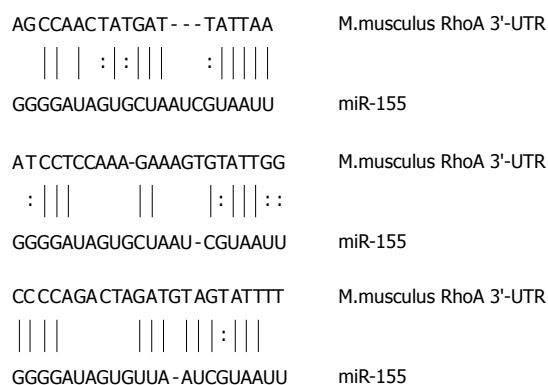 AGCCAACTATGAT---TATTAA M.musculus RhoA 3'-UTR
|| | :|:||| :|||||
GGGGAUAGUGCUAAUCGUAAUU miR-155
ATCCTCCAAA-GAAAGTGTATTGG M.musculus RhoA 3'-UTR
:||| || |:|||::
GGGGAUAGUGCUAAU-CGUAAUU miR-155
CCCCAGACTAGATGTAGTATTTT M.musculus RhoA 3'-UTR
|||| ||| |||:|||
GGGGAUAGUGUUA-AUCGUAAUU miR-155